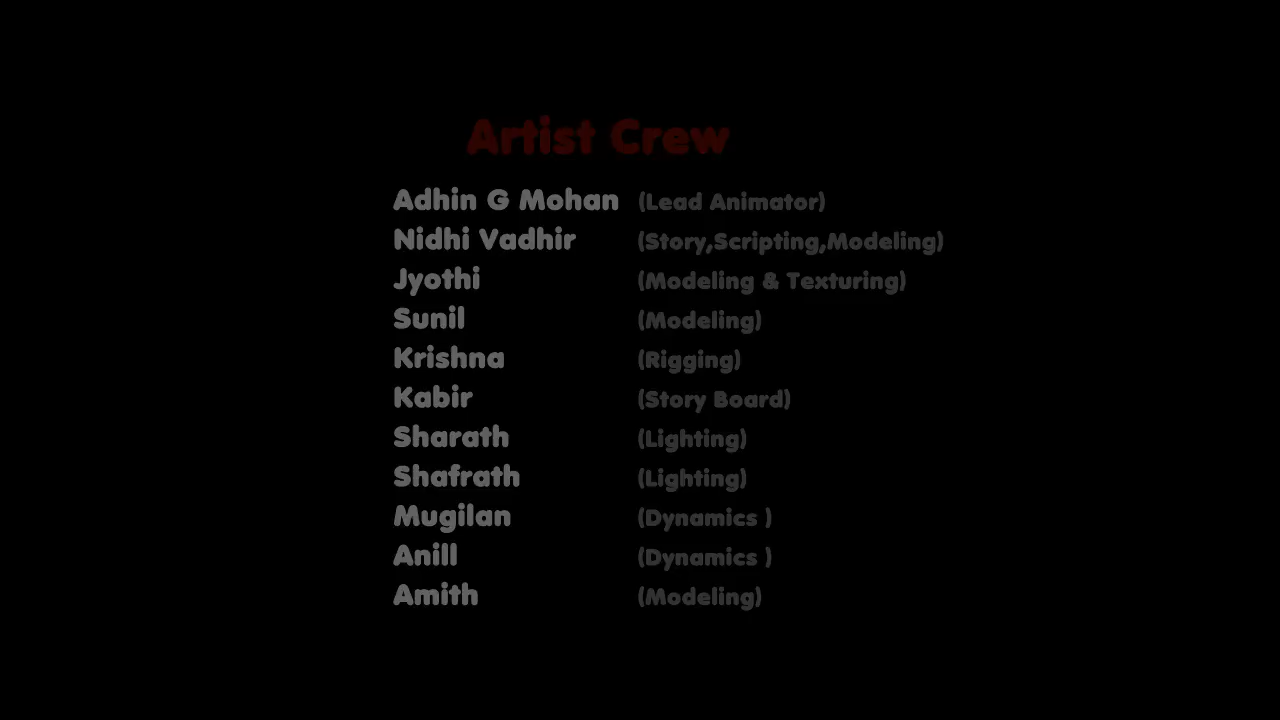 Artist Crew
Adhin G Mohan (Lead Animator)
Nidhi Vadhir (Story,Scripting,Modeling)
Jyothi (Modeling & Texturing)
Sunil (Modeling)
Krishna (Rigging)
Kabir (Story Board)
Sharath (Lighting)
Shafrath (Lighting)
Mugilan (Dynamics )
Anill (Dynamics )
Amith (Modeling)